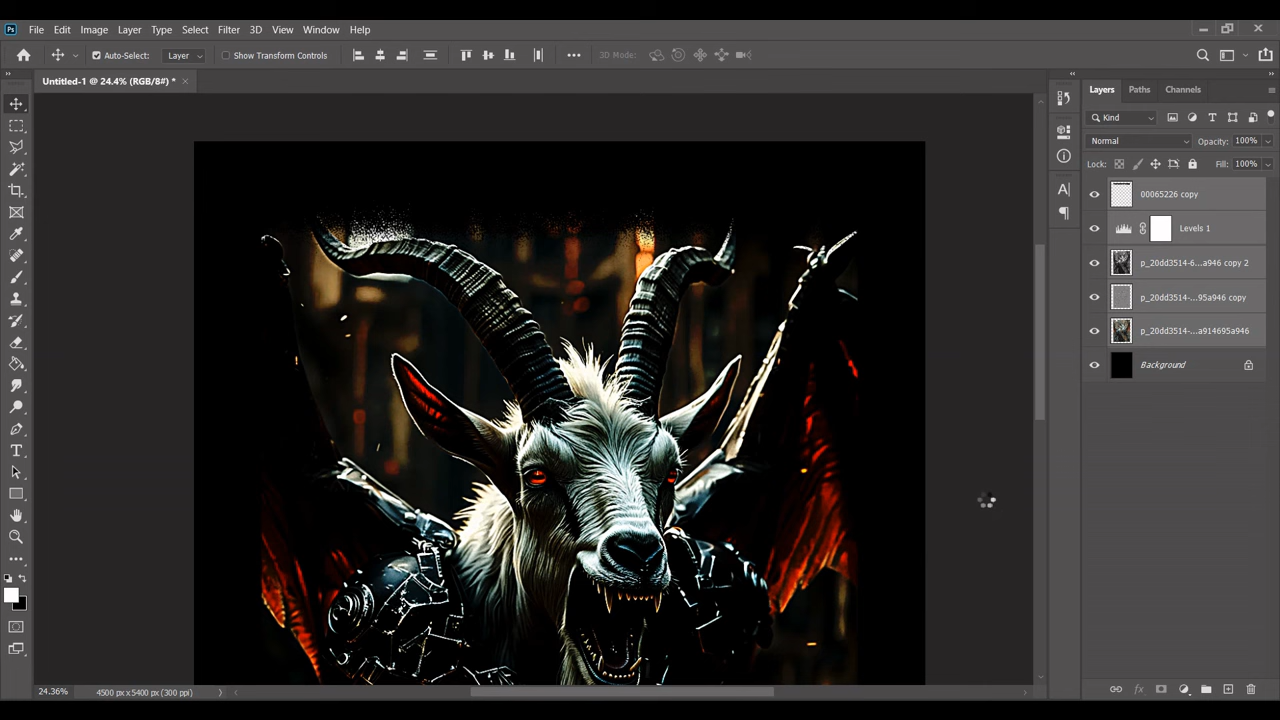 Ps File Edit Image Layer Type Select Filter 3D View Window Help
Auto-Select: Layer Show Transform Controls 3D Mode:
Untitled-1 @ 24.4% (RGB/8#) *
Layers Paths Channels
Kind
Normal Opacity: 100%
Lock: Fill: 100%
00065226 copy
Levels 1
p_20dd3514-6...a946 copy 2
p_20dd3514-...95a946 copy
p_20dd3514-...a914695a946
Background
24.36% 4500 px x 5400 px (300 ppi)